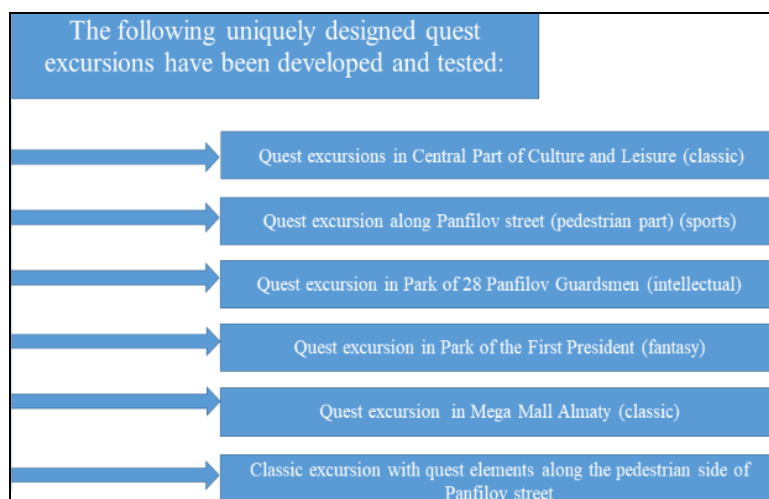 The following uniquely designed quest
excursions have been developed and tested:
Quest excursions in Central Part of Culture and Leisure (classic)
Quest excursion along Panfilov street (pedestrian part) (sports)
Quest excursion in Park of 28 Panfilov Guardsmen (intellectual)
Quest excursion in Park of the First President (fantasy)
Quest excursion in Mega Mall Almaty (classic)
Classic excursion with quest elements along the pedestrian side of
Panfilov street